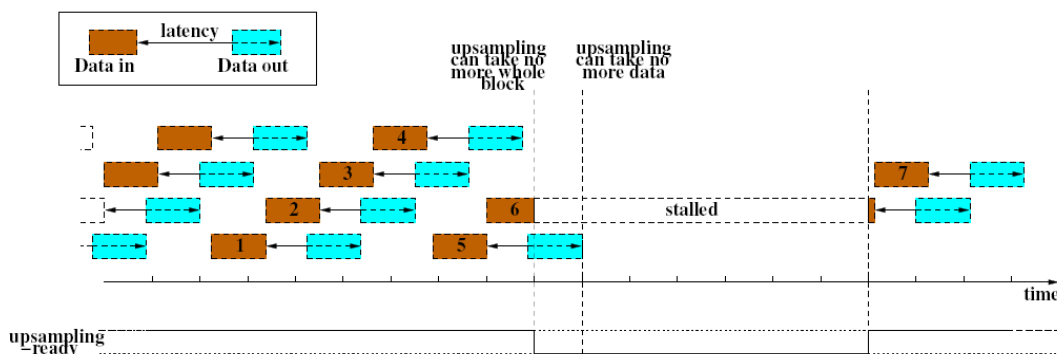 latency
Data in
Data out
upsampling
can take no
more whole
block
upsampling
can take no
more data
4
3
7
2
6
stalled
1
5
time
upsampling
-ready